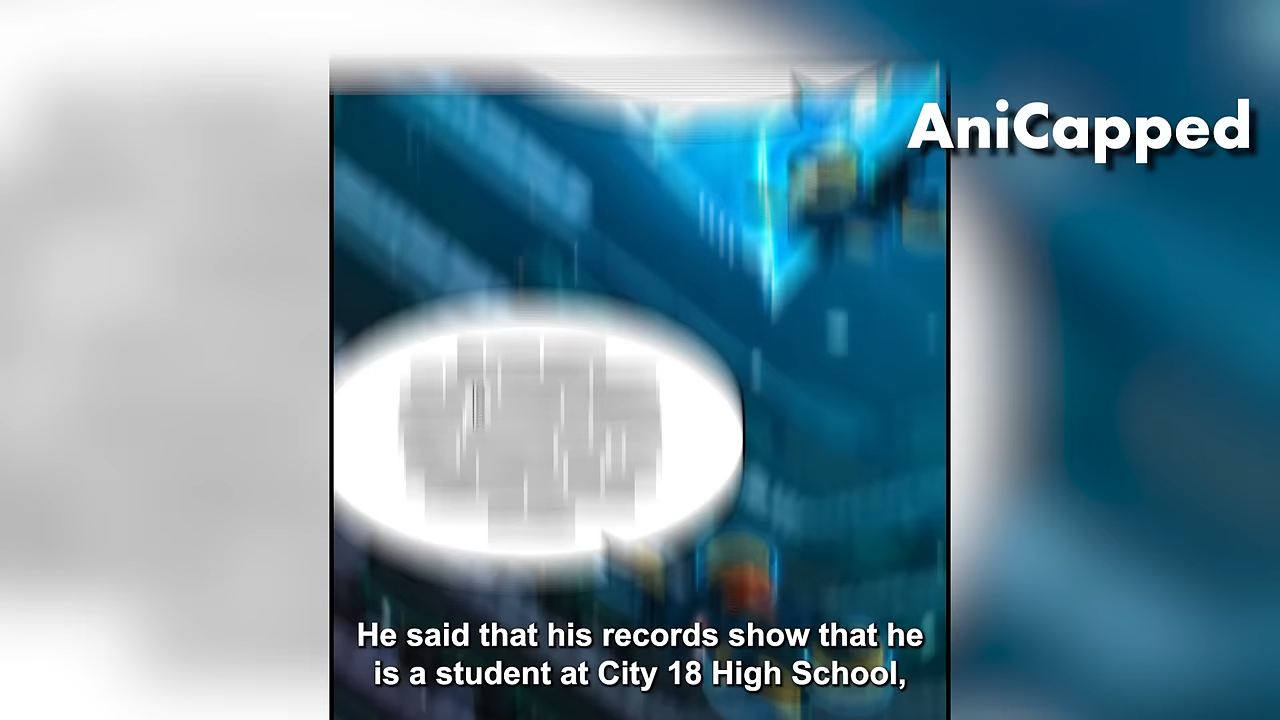 AniCapped
He said that his records show that he
is a student at City 18 High School,